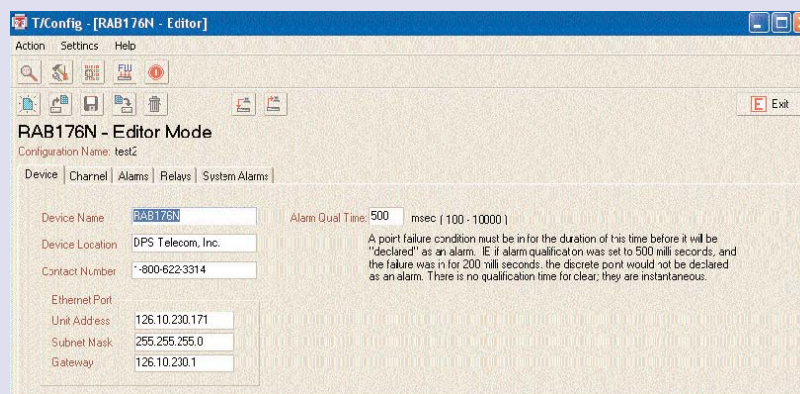 T/Config - [RAB176N - Editor]
Action Settings Help
FW
E Exit
RAB176N - Editor Mode
Configuration Name: test2
Device Channel Alarms Relays System Alarms
Device Name RAB176N Alarm Qual Time: 500 msec ( 100 - 10000 )
Device Location DPS Telecom, Inc.
Contact Number 1-800-622-3314
A point failure condition must be in for the duration of this time before it will be
"declared" as an alarm. IE if alarm qualification was set to 500 milli seconds, and
the failure was in for 200 milli seconds, the discrete point would not be declared
as an alarm. There is no qualification time for clear; they are instantaneous.
Ethernet Port
Unit Address 126.10.230.171
Subnet Mask 255.255.255.0
Gateway 126.10.230.1